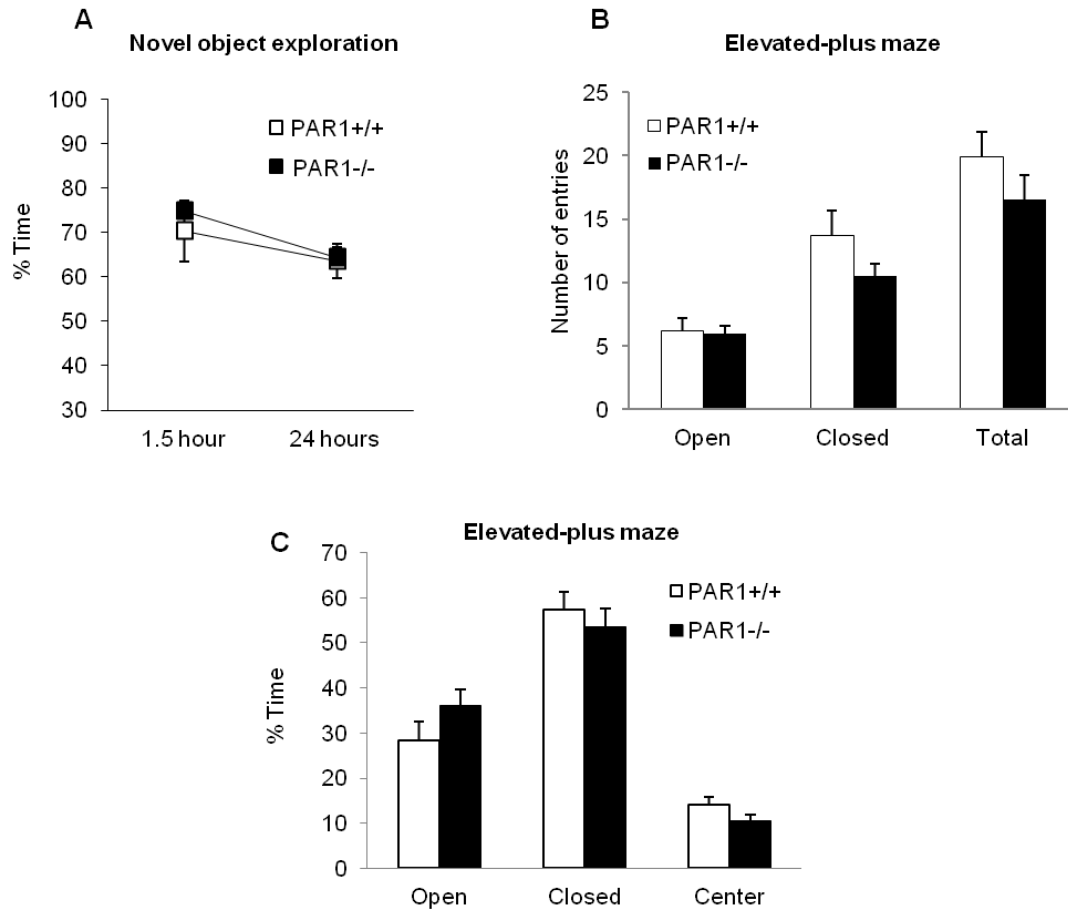 A
Novel object exploration
% Time
100
90
80
70
60
50
40
30
PAR1+/+
PAR1-/-
1.5 hour
24 hours
B
Elevated-plus maze
Number of entries
25
20
15
10
5
0
PAR1+/+
PAR1-/-
Open
Closed
Total
C
Elevated-plus maze
% Time
70
60
50
40
30
20
10
0
PAR1+/+
PAR1-/-
Open
Closed
Center